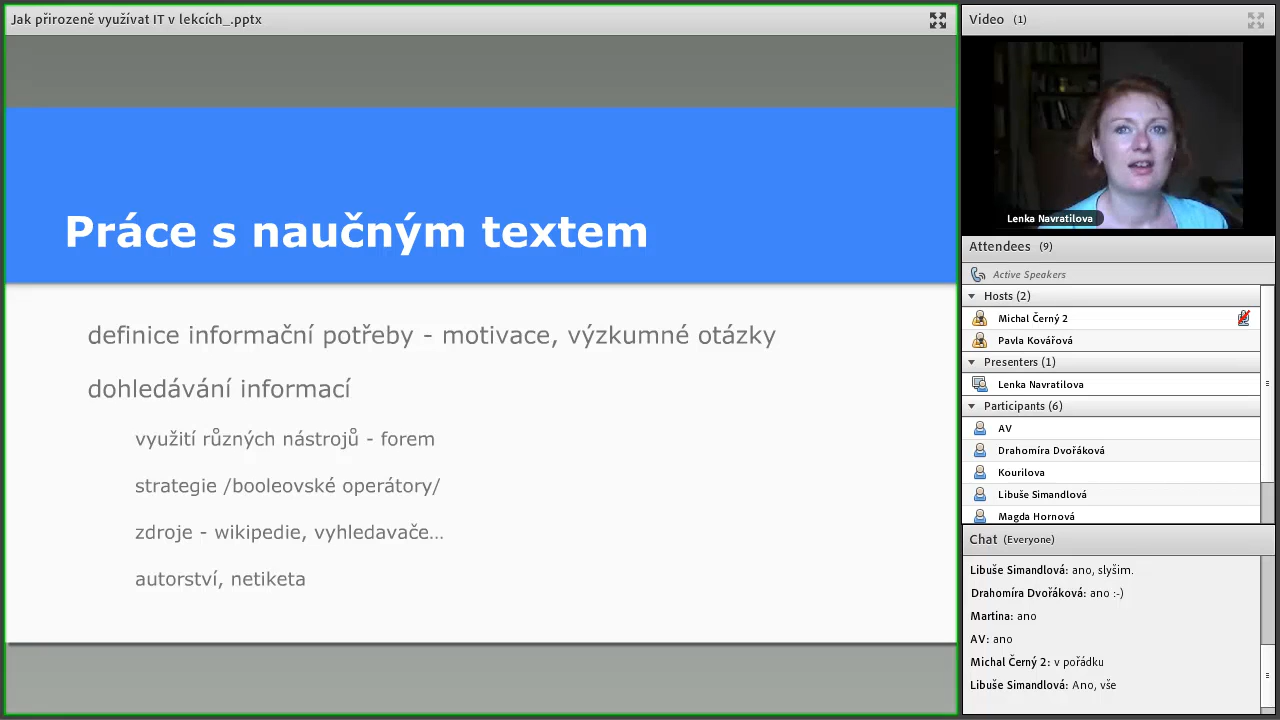 Jak přirozeně využívat IT v lekcích_.pptx
Práce s naučným textem
definice informační potřeby - motivace, výzkumné otázky
dohledávání informací
využití různých nástrojů - forem
strategie /booleovské operátory/
zdroje - wikipedie, vyhledavače...
autorství, netiketa
Video (1)
Lenka Navratilova
Attendees (9)
Active Speakers
Hosts (2)
Michal Černý 2
Pavla Kovářová
Presenters (1)
Lenka Navratilova
Participants (6)
AV
Drahomíra Dvořáková
Kourilova
Libuše Simandlová
Magda Hornová
Chat (Everyone)
Libuše Simandlová: ano, slyšim.
Drahomíra Dvořáková: ano :-)
Martina: ano
AV: ano
Michal Černý 2: v pořádku
Libuše Simandlová: Ano, vše